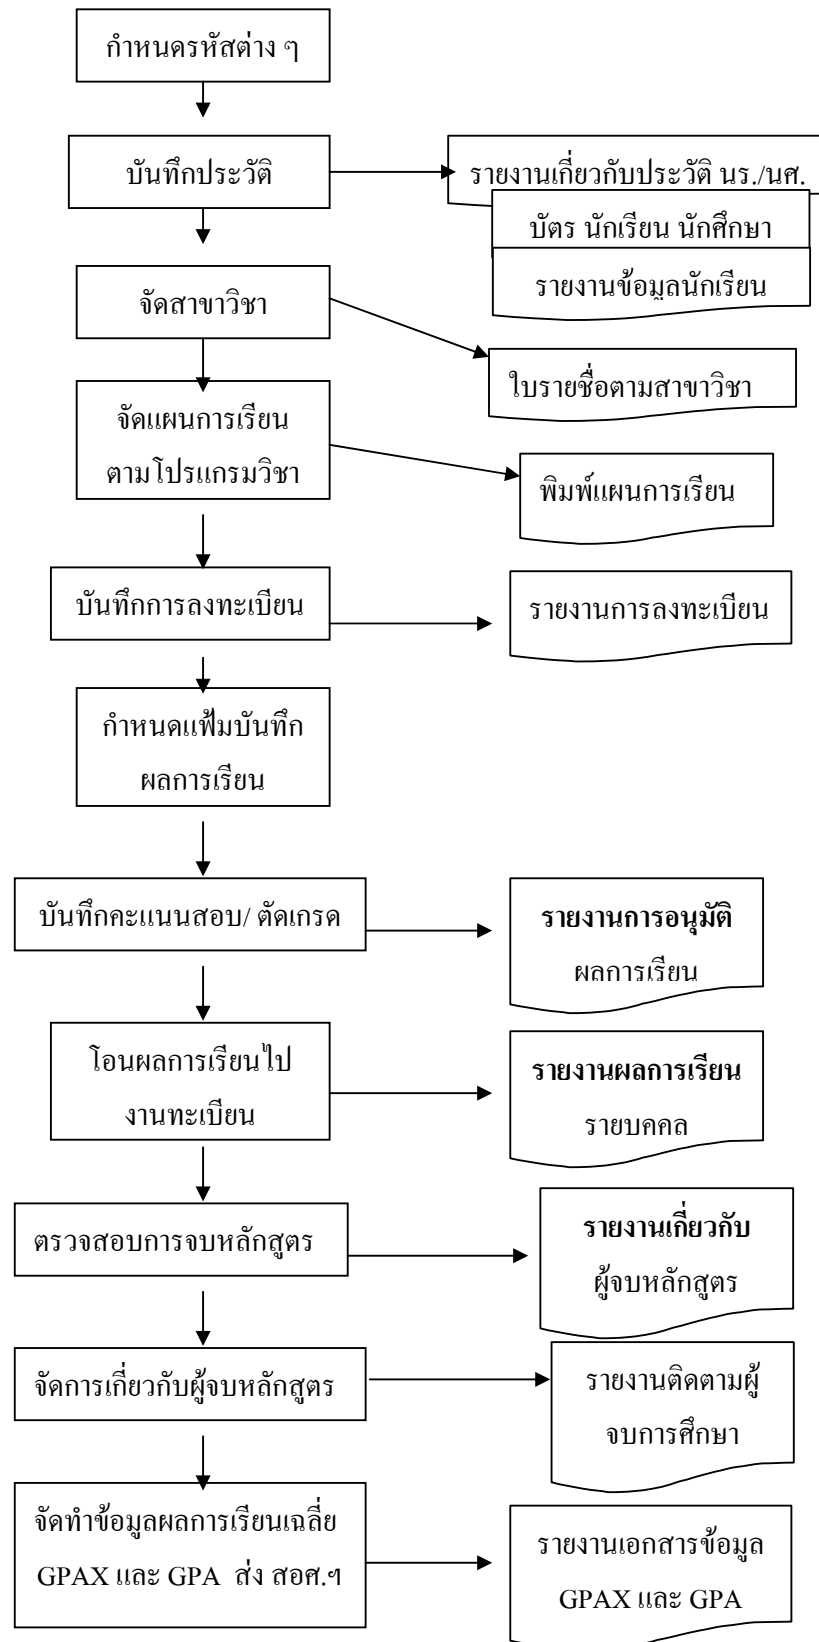 กำหนดรหัสต่าง ๆ
บันทึกประวัติ
รายงานเกี่ยวกับประวัติ นร./นศ.
บัตร นักเรียน นักศึกษา
รายงานข้อมูลนักเรียน
จัดสาขาวิชา
ใบรายชื่อตามสาขาวิชา
จัดแผนการเรียน
ตามโปรแกรมวิชา
พิมพ์แผนการเรียน
บันทึกการลงทะเบียน
รายงานการลงทะเบียน
กำหนดแฟ้มบันทึก
ผลการเรียน
บันทึกคะแนนสอบ/ ตัดเกรด
รายงานการอนุมัติ
ผลการเรียน
โอนผลการเรียนไป
งานทะเบียน
รายงานผลการเรียน
รายบุคคล
ตรวจสอบการจบหลักสูตร
รายงานเกี่ยวกับ
ผู้จบหลักสูตร
จัดการเกี่ยวกับผู้จบหลักสูตร
รายงานติดตามผู้
จบการศึกษา
จัดทำข้อมูลผลการเรียนเฉลี่ย
GPAX และ GPA ส่ง สอศ.ฯ
รายงานเอกสารข้อมูล
GPAX และ GPA